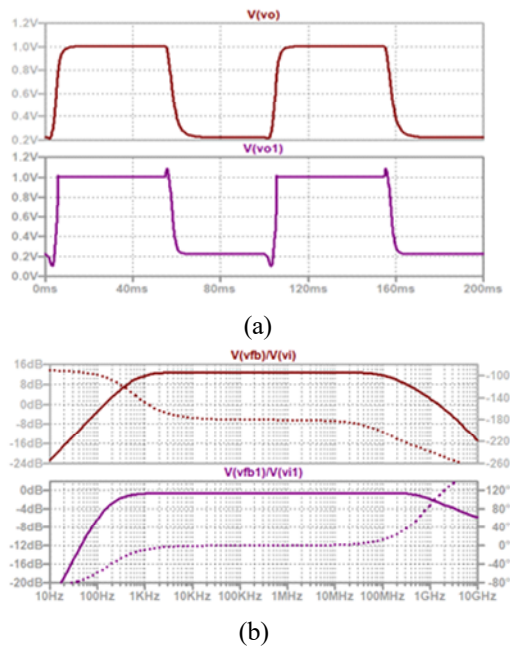 V(vo)
1.2V
1.0V
0.8V
0.6V
0.4V
0.2V
V(vo1)
1.2V
1.0V
0.8V
0.6V
0.4V
0.2V
0.0V
0ms 40ms 80ms 120ms 160ms 200ms
(a)
V(vfb)/V(vi)
16dB
8dB
0dB
-8dB
-16dB
-24dB
-100
-140
-180
-220
-260
V(vfb1)/V(vi1)
0dB
-4dB
-8dB
-12dB
-16dB
-20dB
120°
80°
40°
0°
-40°
-80°
10Hz 100Hz 1KHz 10KHz 100KHz 1MHz 10MHz 100MHz 1GHz 10GHz
(b)